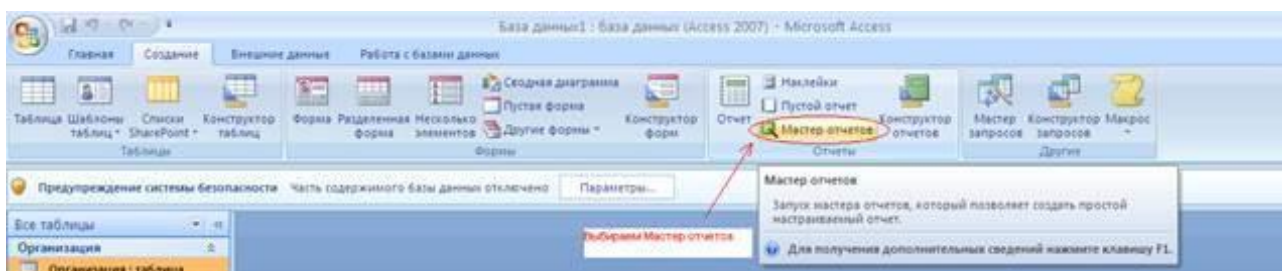 База данных1 : база данных (Access 2007) - Microsoft Access
Главная Создание Внешние данные Работа с базами данных
Таблица Шаблоны таблиц Списки SharePoint Конструктор таблиц
Таблицы
Форма Разделенная форма Несколько элементов
Сводная диаграмма
Пустая форма
Другие формы
Конструктор форм
Формы
Отчет
Наклейки
Пустой отчет
Мастер отчетов
Конструктор отчетов
Отчеты
Мастер запросов Конструктор запросов Макрос
Другие
Предупреждение системы безопасности Часть содержимого базы данных отключено Параметры...
Мастер отчетов
Запуск мастера отчетов, который позволяет создать простой
настраиваемый отчет.
Для получения дополнительных сведений нажмите клавишу F1.
Все таблицы
Выбираем Мастер отчетов
Организация
Организация : таблица